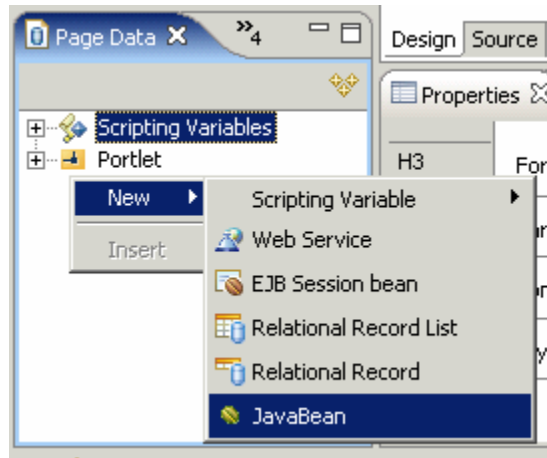 Page Data
»4
Design Source
Properties
Scripting Variables
Portlet
H3
For
New
Insert
Scripting Variable
Web Service
EJB Session bean
Relational Record List
Relational Record
JavaBean